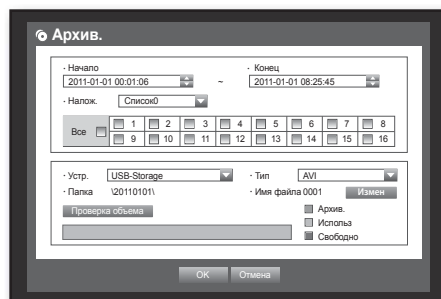 Архив.
· Начало · Конец
2011-01-01 00:01:06 ~ 2011-01-01 08:25:45
· Налож. Список0
Все 1 2 3 4 5 6 7 8
9 10 11 12 13 14 15 16
· Устр. USB-Storage · Тип AVI
· Папка \20110101\ · Имя файла 0001 Измен
Проверка объема Архив.
Использ
Свободно
OK Отмена